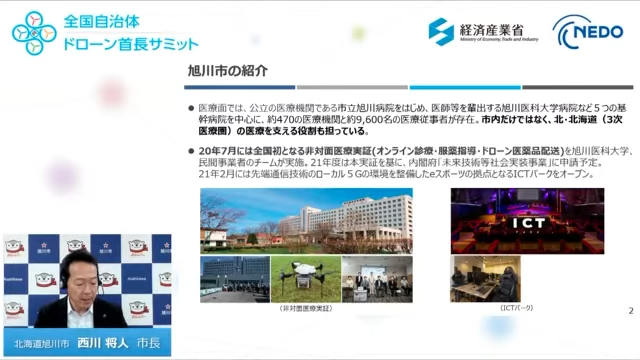 全国自治体
ドローン首長サミット
経済産業省
Ministry of Economy, Trade and Industry
NEDO
旭川市の紹介
● 医療面では、公立の医療機関である市立旭川病院をはじめ、医師等を輩出する旭川医科大学病院など５つの基
幹病院を中心に、約470の医療機関と約9,600名の医療従事者が存在。市内だけではなく、北・北海道（３次
医療圏）の医療を支える役割も担っている。
● 20年7月には全国初となる非対面医療実証(オンライン診療・服薬指導・ドローン医薬品配送)を旭川医科大学、
民間事業者のチームが実施。21年度は本実証を基に、内閣府「未来技術等社会実装事業」に申請予定。
21年２月には先端通信技術のローカル５Gの環境を整備したeスポーツの拠点となるICTパークをオープン。
ICT
（非対面医療実証）
（ICTパーク）
2
北海道旭川市 西川 将人 市長